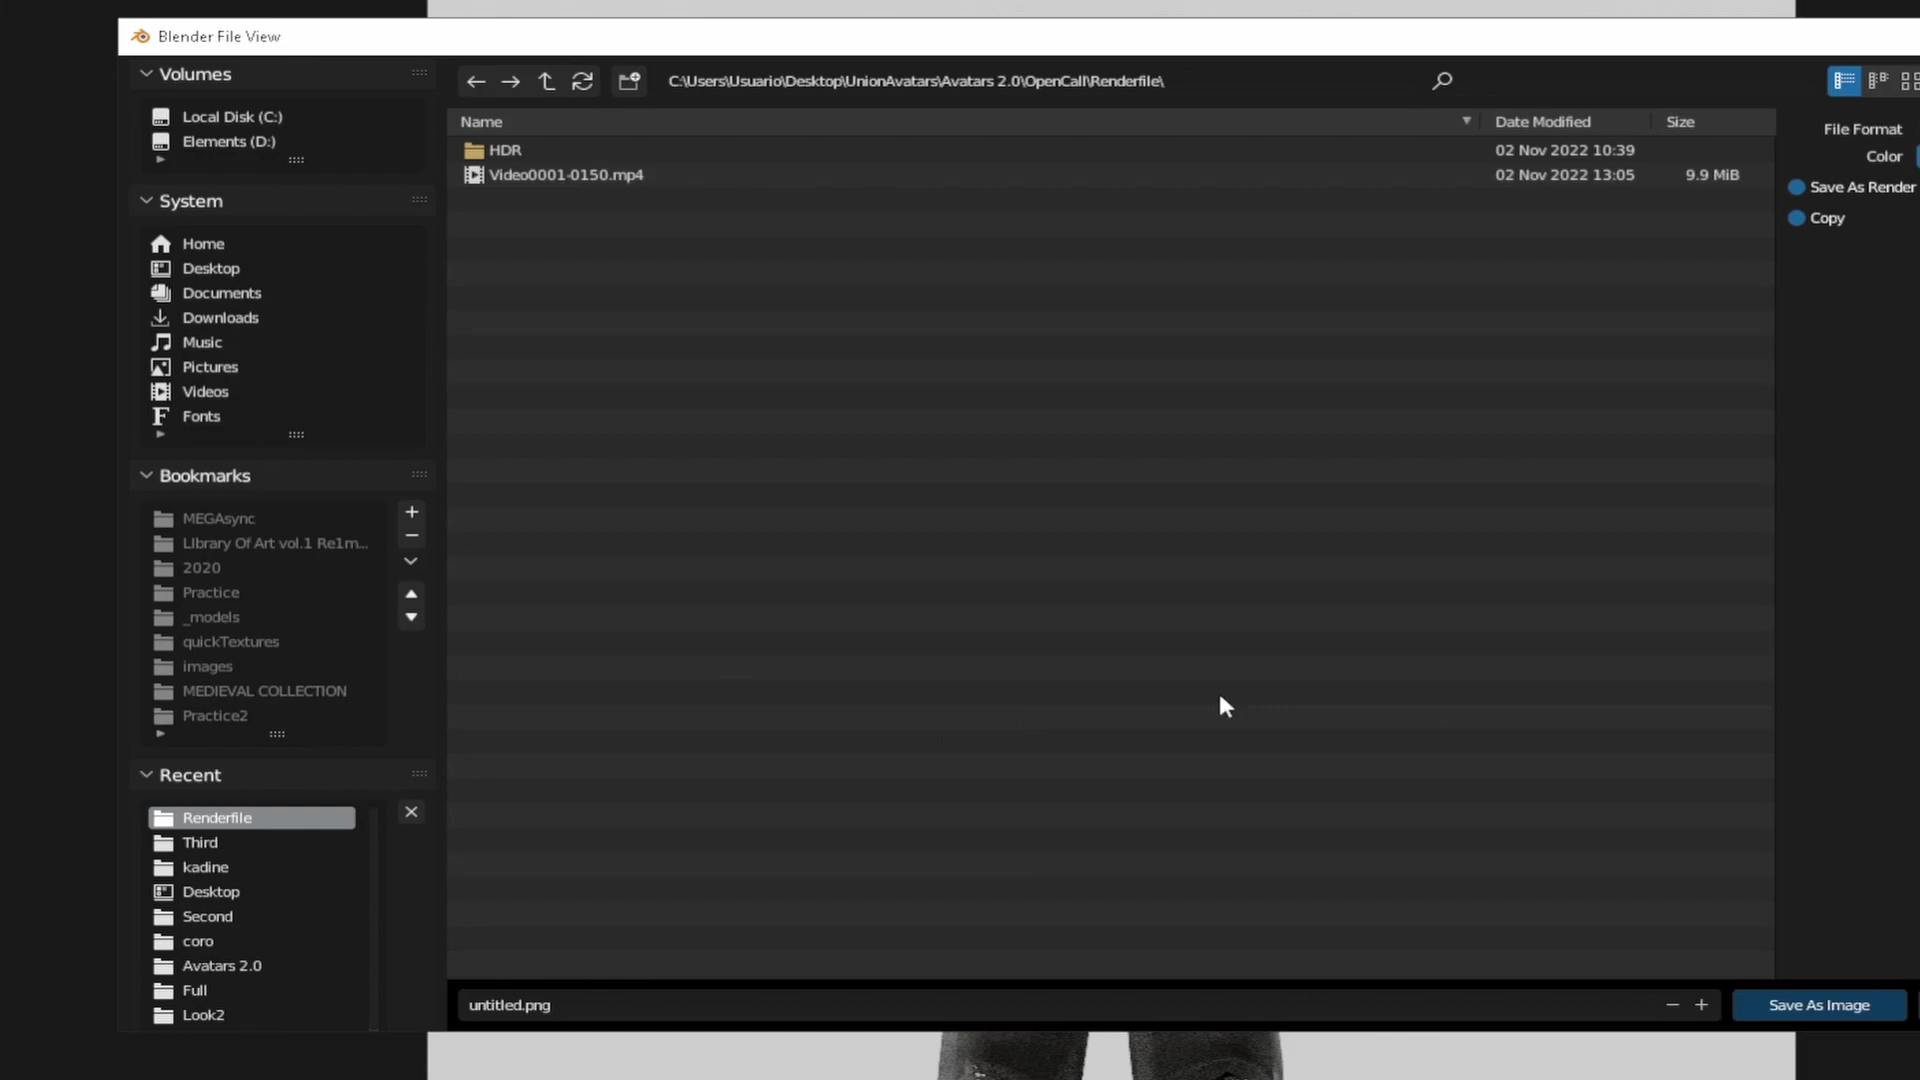 Blender File View
Volumes
Local Disk (C:)
Elements (D:)
System
Home
Desktop
Documents
Downloads
Music
Pictures
Videos
Fonts
Bookmarks
MEGAsync
LIbrary Of Art vol.1 Re1m...
2020
Practice
_models
quickTextures
images
MEDIEVAL COLLECTION
Practice2
Recent
Renderfile
Third
kadine
Desktop
Second
coro
Avatars 2.0
Full
Look2
C:\Users\Usuario\Desktop\UnionAvatars\Avatars 2.0\OpenCall\Renderfile\
Name Date Modified Size
HDR 02 Nov 2022 10:39
Video0001-0150.mp4 02 Nov 2022 13:05 9.9 MiB
untitled.png
Save As Image
File Format
Color
Save As Render
Copy